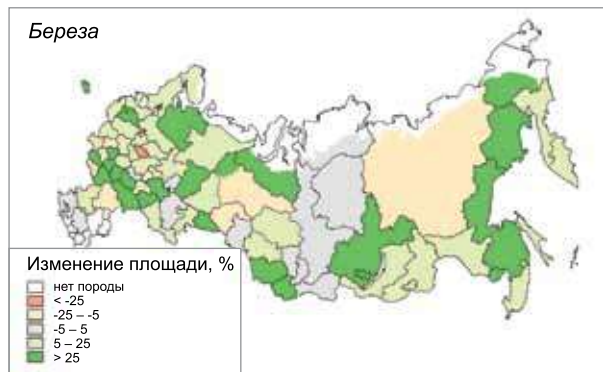 Береза
Изменение площади, %
нет породы
< -25
-25 – -5
-5 – 5
5 – 25
> 25